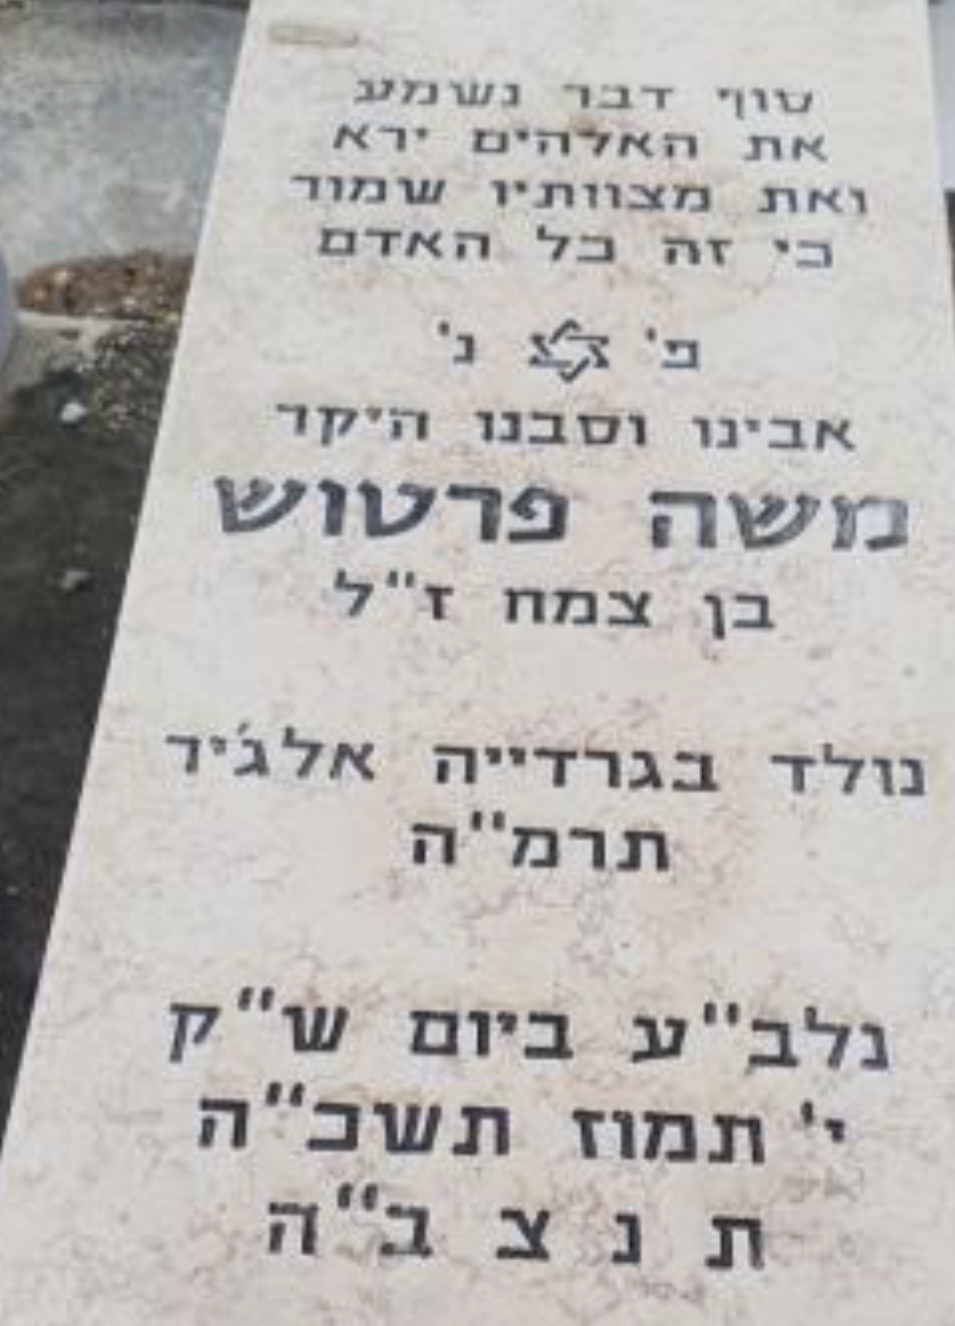 סוף דבר נשמע
את האלהים ירא
ואת מצוותיו שמור
כי זה כל האדם
פ' נ'
אבינו וסבנו היקר
משה פרטוש
בן צמח ז"ל
נולד בגרדייה אלג'יר
תרמ"ה
נלב"ע ביום ש"ק
י' תמוז תשכ"ה
ת נ צ ב"ה